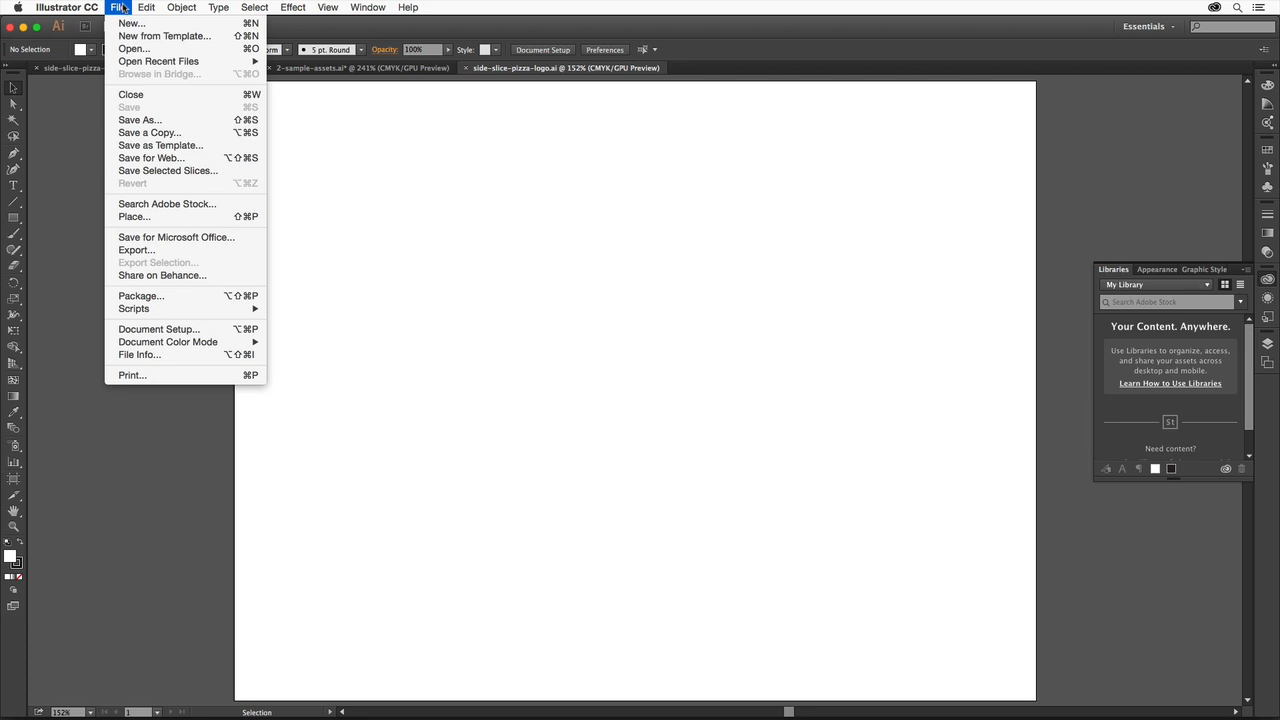 Illustrator CC File Edit Object Type Select Effect View Window Help
Ai Essentials
No Selection 5 pt. Round Opacity: 100% Style: Document Setup Preferences
side-slice-pizza- 2-sample-assets.ai* @ 241% (CMYK/GPU Preview) side-slice-pizza-logo.ai @ 152% (CMYK/GPU Preview)
New... ⌘N
New from Template... ⇧⌘N
Open... ⌘O
Open Recent Files
Browse in Bridge... ⌥⌘O
Close ⌘W
Save ⌘S
Save As... ⇧⌘S
Save a Copy... ⌥⌘S
Save as Template...
Save for Web... ⌥⇧⌘S
Save Selected Slices...
Revert ⌥⌘Z
Search Adobe Stock...
Place... ⇧⌘P
Save for Microsoft Office...
Export...
Export Selection...
Share on Behance...
Package... ⌥⇧⌘P
Scripts
Document Setup... ⌥⌘P
Document Color Mode
File Info... ⌥⇧⌘I
Print... ⌘P
Libraries Appearance Graphic Style
My Library
Search Adobe Stock
Your Content. Anywhere.
Use Libraries to organize, access,
and share your assets across
desktop and mobile.
Learn How to Use Libraries
St
Need content?
152% 1 Selection